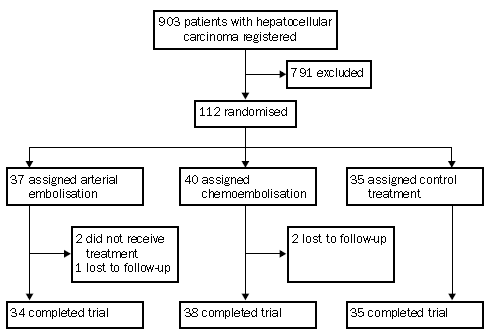 903 patients with hepatocellular
carcinoma registered
791 excluded
112 randomised
37 assigned arterial
embolisation
40 assigned
chemoembolisation
35 assigned control
treatment
2 did not receive
treatment
1 lost to follow-up
2 lost to follow-up
34 completed trial
38 completed trial
35 completed trial